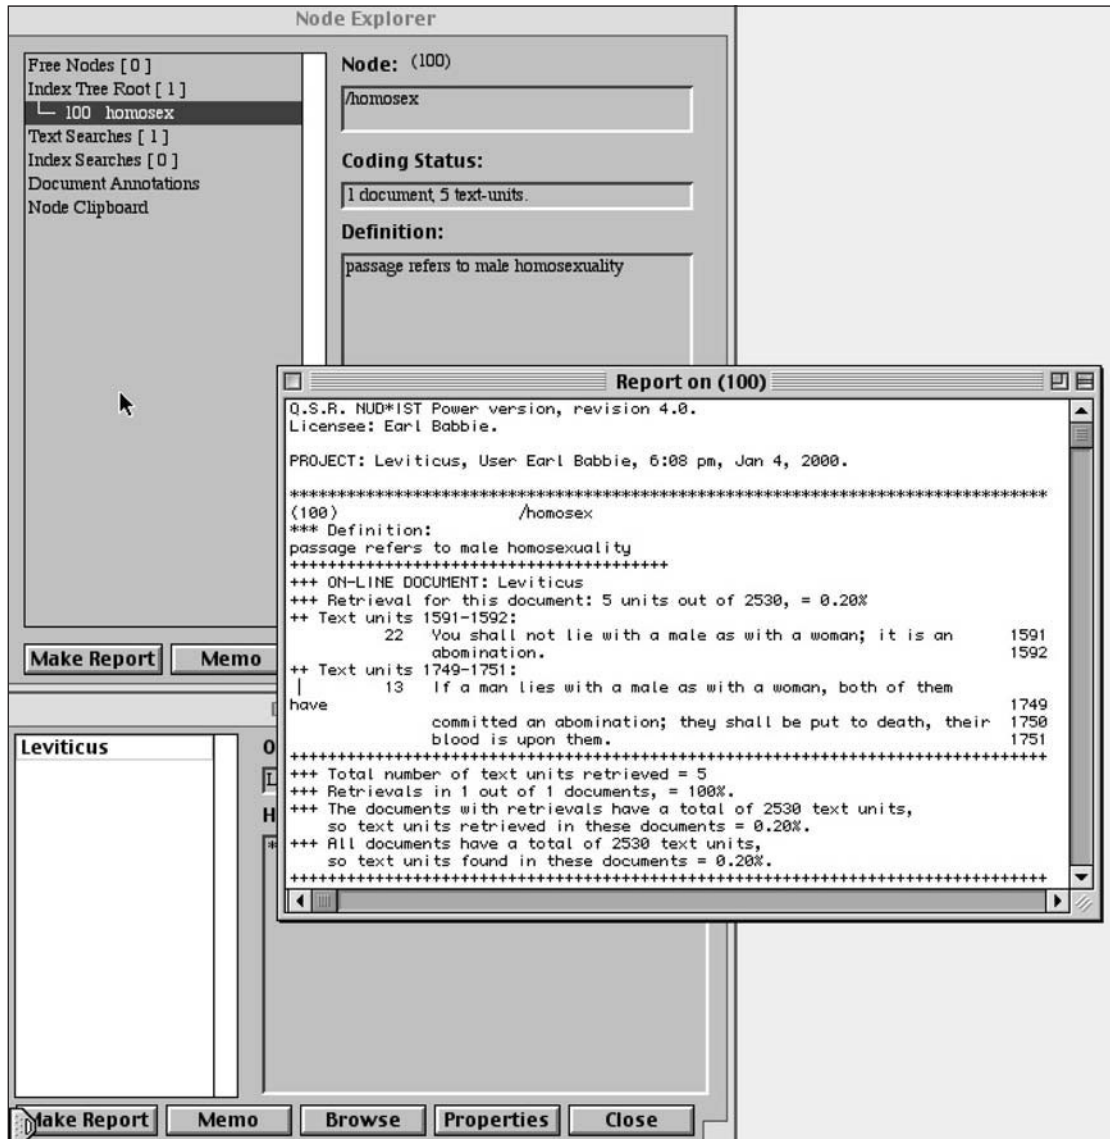 Node Explorer
Free Nodes [ 0 ]
Index Tree Root [ 1 ]
100 homosex
Text Searches [ 1 ]
Index Searches [ 0 ]
Document Annotations
Node Clipboard
Node: (100)
/homosex
Coding Status:
1 document, 5 text-units.
Definition:
passage refers to male homosexuality
Make Report
Memo
Report on (100)
Q.S.R. NUD*IST Power version, revision 4.0.
Licensee: Earl Babbie.
PROJECT: Leviticus, User Earl Babbie, 6:08 pm, Jan 4, 2000.
*******************************************************************************
(100) /homosex
*** Definition:
passage refers to male homosexuality
++++++++++++++++++++++++++++++++++++++++
+++ ON-LINE DOCUMENT: Leviticus
+++ Retrieval for this document: 5 units out of 2530, = 0.20%
++ Text units 1591-1592:
22 You shall not lie with a male as with a woman; it is an 1591
abomination. 1592
++ Text units 1749-1751:
13 If a man lies with a male as with a woman, both of them
have 1749
committed an abomination; they shall be put to death, their 1750
blood is upon them. 1751
+++++++++++++++++++++++++++++++++++++++++++++++++++++++++++++++++++++++++++++++
+++ Total number of text units retrieved = 5
+++ Retrievals in 1 out of 1 documents, = 100%.
+++ The documents with retrievals have a total of 2530 text units,
so text units retrieved in these documents = 0.20%.
+++ All documents have a total of 2530 text units,
so text units found in these documents = 0.20%.
+++++++++++++++++++++++++++++++++++++++++++++++++++++++++++++++++++++++++++++++
Leviticus
Make Report
Memo
Browse
Properties
Close